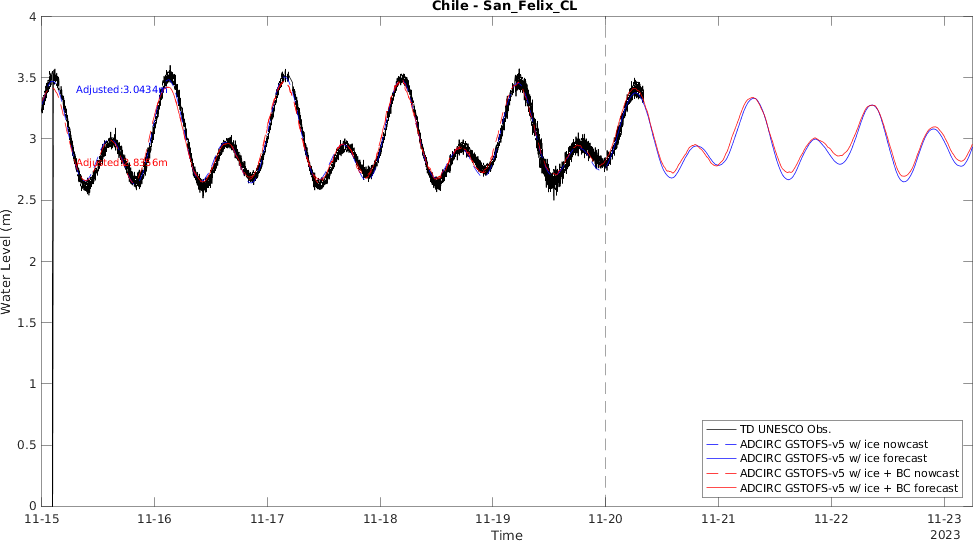 Chile - San_Felix_CL
4
3.5
3
2.5
2
1.5
1
0.5
0
Water Level (m)
Adjusted:3.0434m
11-15
11-16
11-17
11-18
11-19
11-20
11-21
11-22
11-23
2023
Time
TD UNESCO Obs.
ADCIRC GSTOFS-v5 w/ ice nowcast
ADCIRC GSTOFS-v5 w/ ice forecast
ADCIRC GSTOFS-v5 w/ ice + BC nowcast
ADCIRC GSTOFS-v5 w/ ice + BC forecast